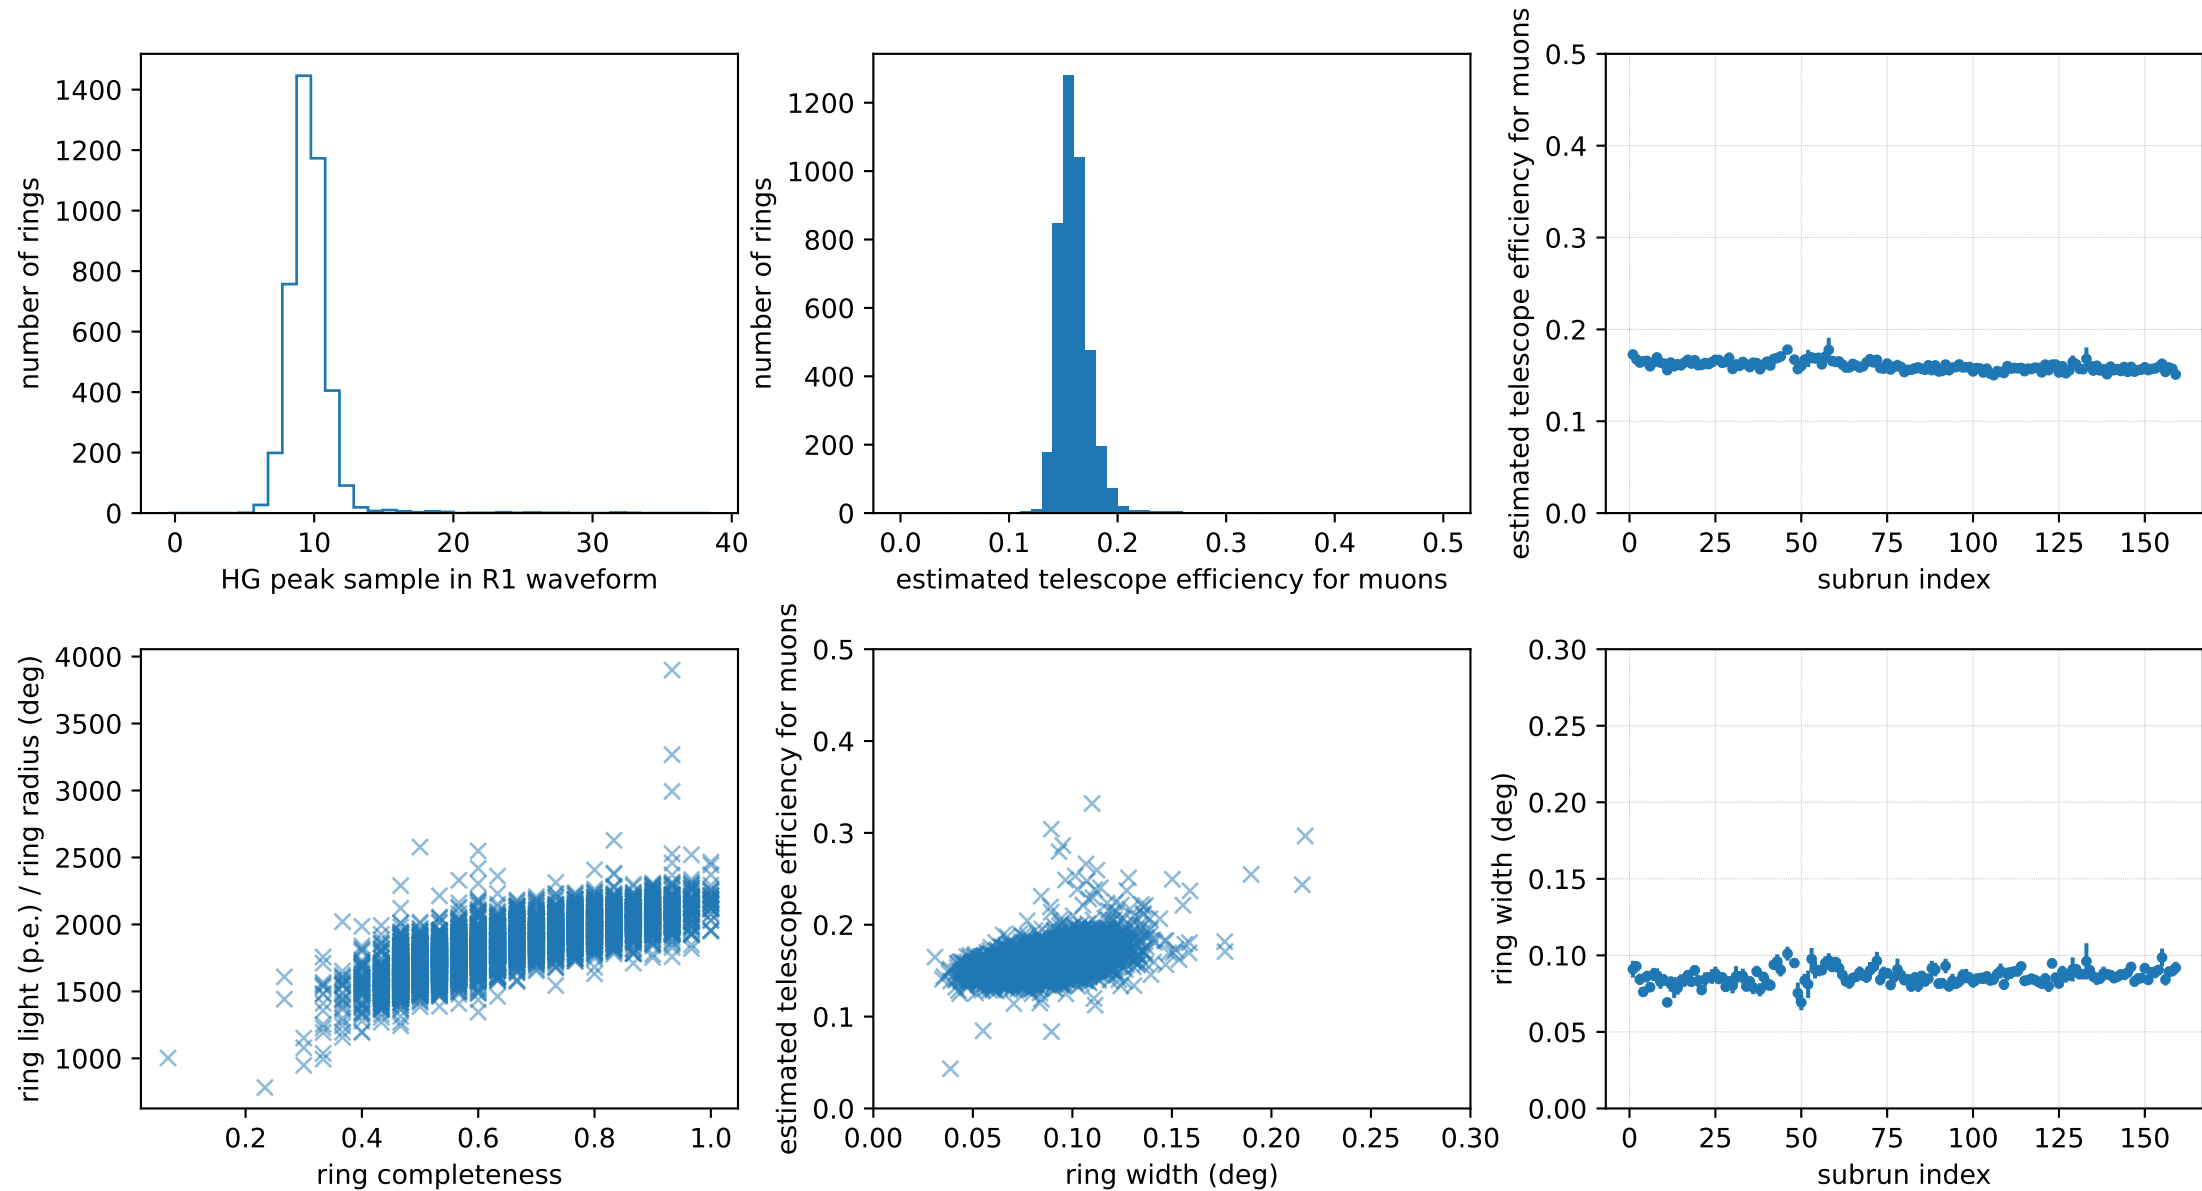 1400
1200
1000
800
600
400
200
0
number of rings
0 10 20 30 40
HG peak sample in R1 waveform
1200
1000
800
600
400
200
0
number of rings
0.0 0.1 0.2 0.3 0.4 0.5
estimated telescope efficiency for muons
0.5
0.4
0.3
0.2
0.1
0.0
estimated telescope efficiency for muons
0 25 50 75 100 125 150
subrun index
4000
3500
3000
2500
2000
1500
1000
ring light (p.e.) / ring radius (deg)
0.2 0.4 0.6 0.8 1.0
ring completeness
0.5
0.4
0.3
0.2
0.1
0.0
estimated telescope efficiency for muons
0.00 0.05 0.10 0.15 0.20 0.25 0.30
ring width (deg)
0.30
0.25
0.20
0.15
0.10
0.05
0.00
ring width (deg)
0 25 50 75 100 125 150
subrun index